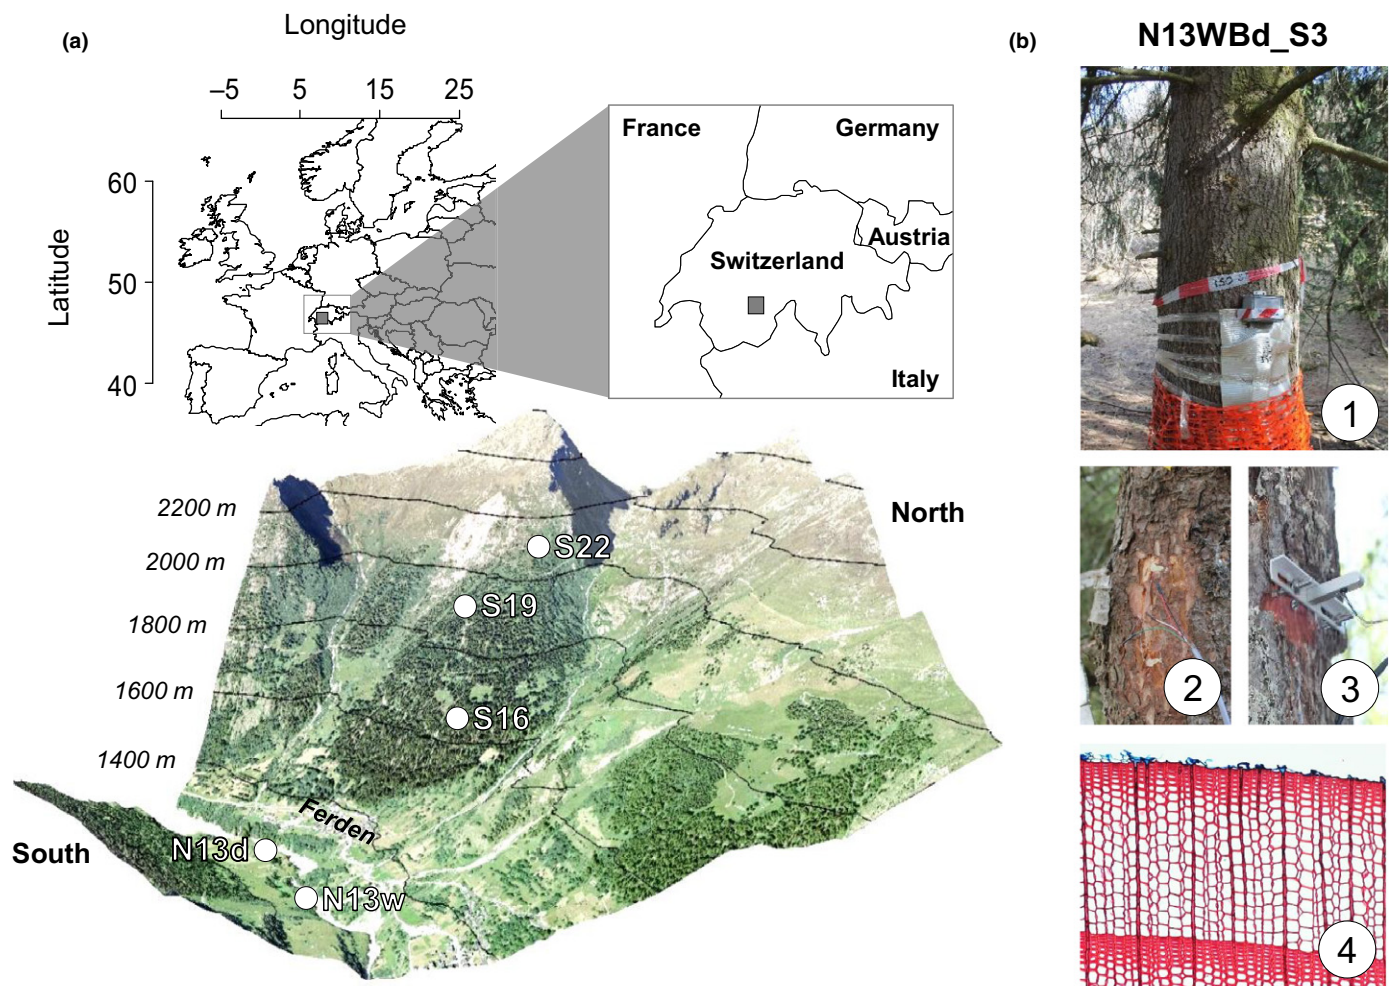 (a)
Longitude
–5 5 15 25
Latitude
60
50
40
France
Germany
Switzerland
Austria
Italy
2200 m
2000 m
1800 m
1600 m
1400 m
North
South
S22
S19
S16
Ferden
N13d
N13w
(b)
N13WBd_S3
1
2
3
4